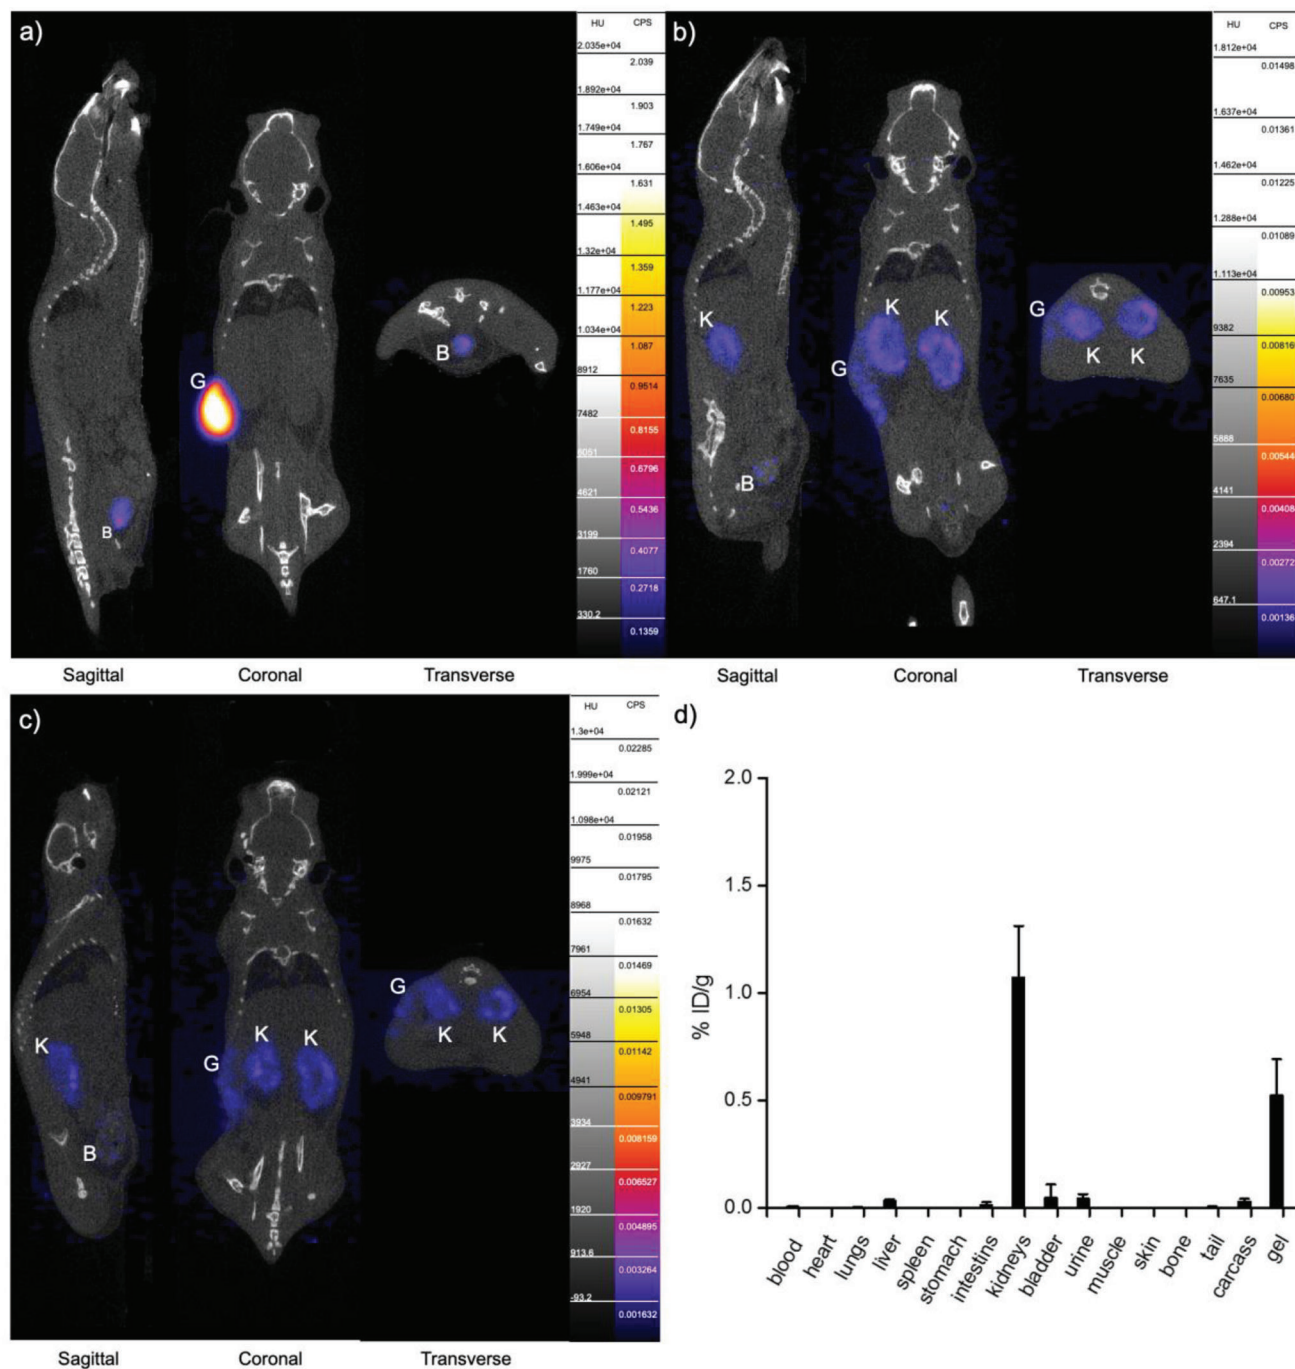 a)
HU CPS
2.035e+04
2.039
1.892e+04
1.903
1.749e+04
1.767
1.606e+04
1.631
1.463e+04
1.495
1.32e+04
1.359
1.177e+04
1.223
1.034e+04
1.087
8912
0.9514
7482
0.8155
6051
0.6796
4621
0.5436
3199
0.4077
1760
0.2718
330.2
0.1359
G
B
B
Sagittal Coronal Transverse
b)
HU CPS
1.812e+04
0.01498
1.637e+04
0.01361
1.462e+04
0.01225
1.288e+04
0.01089
1.113e+04
0.00953
9382
0.008169
7635
0.006807
5888
0.005446
4141
0.004084
2394
0.002723
647.1
0.001361
K K K G
K K
G
B
Sagittal Coronal Transverse
c)
HU CPS
1.3e+04
0.02285
1.999e+04
0.02121
1.098e+04
0.01958
9975
0.01795
8968
0.01632
7961
0.01469
6954
0.01305
5948
0.01142
4941
0.009791
3934
0.008159
2927
0.006527
1920
0.004895
913.6
0.003264
-93.2
0.001632
G
K K K K K
G
B
Sagittal Coronal Transverse
d)
% ID/g
2.0
1.5
1.0
0.5
0.0
blood
heart
lungs
liver
spleen
stomach
intestins
kidneys
bladder
urine
muscle
skin
bone
tail
carcass
gel